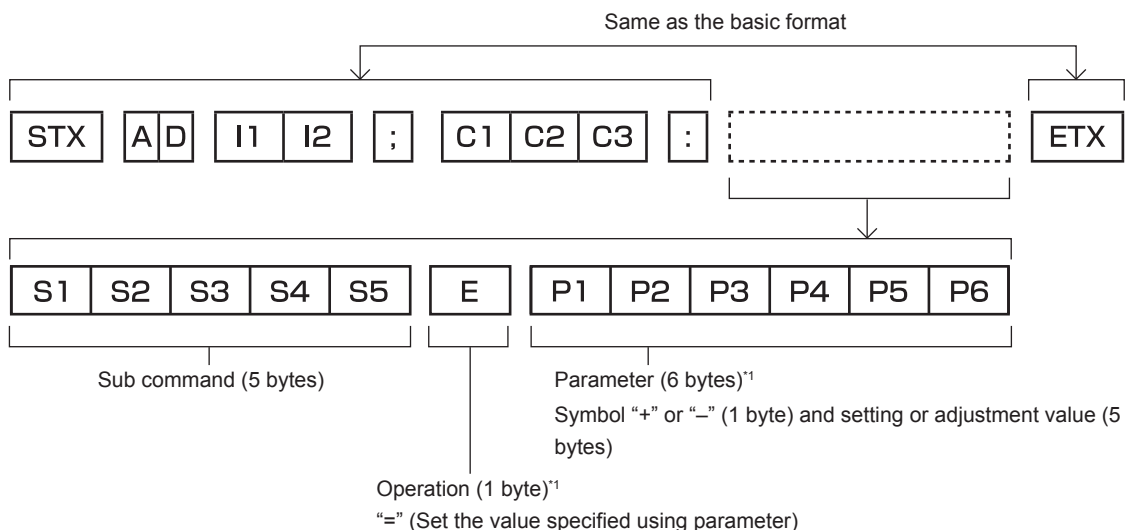 Same as the basic format
STX AD I1 I2 ; C1 C2 C3 : ETX
S1 S2 S3 S4 S5 E P1 P2 P3 P4 P5 P6
Sub command (5 bytes)
Parameter (6 bytes)*1
Symbol “+” or “–” (1 byte) and setting or adjustment value (5
bytes)
Operation (1 byte)*1
“=” (Set the value specified using parameter)